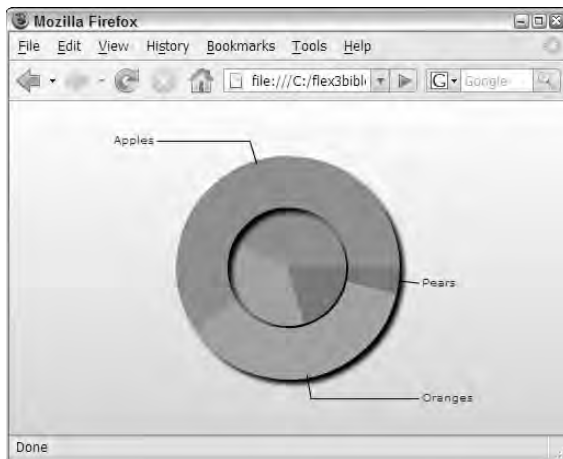 Mozilla Firefox
File Edit View History Bookmarks Tools Help
file:///C:/flex3bibl G Google
Apples
Pears
Oranges
Done